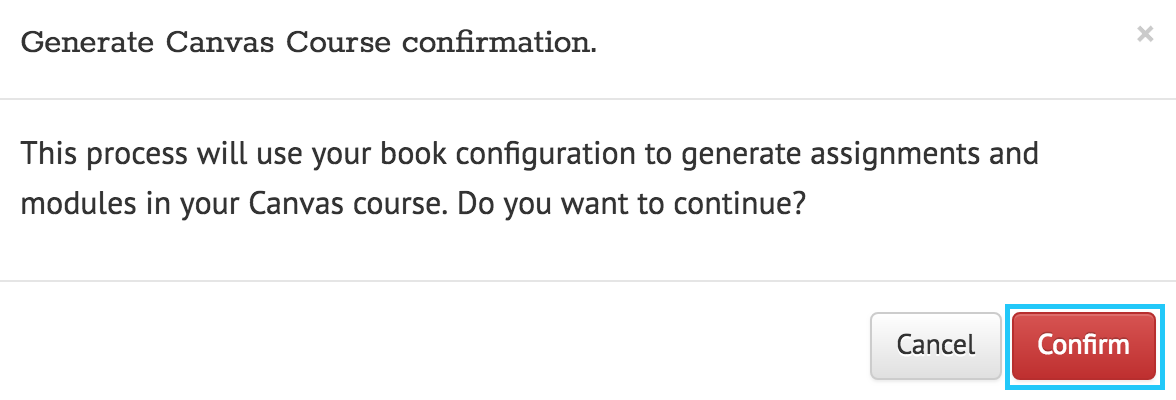 Generate Canvas Course confirmation.
×
This process will use your book configuration to generate assignments and
modules in your Canvas course. Do you want to continue?
Cancel
Confirm